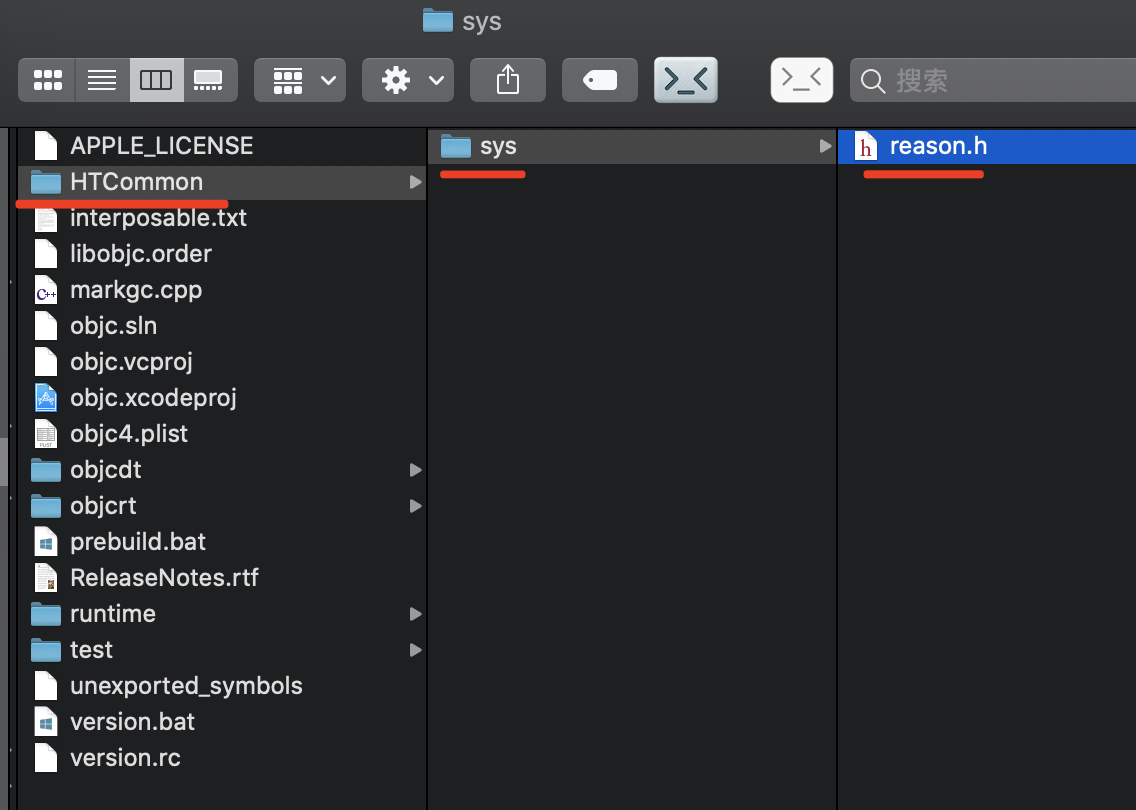 sys
搜索
APPLE_LICENSE
HTCommon
interposable.txt
libobjc.order
markgc.cpp
objc.sln
objc.vcproj
objc.xcodeproj
objc4.plist
objcdt
objcrt
prebuild.bat
ReleaseNotes.rtf
runtime
test
unexported_symbols
version.bat
version.rc
sys
reason.h